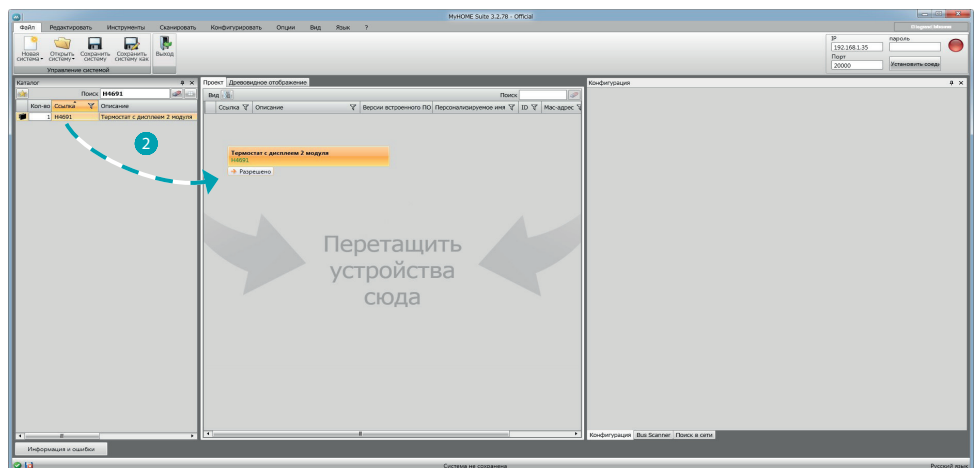 MyHOME Suite 3.2.78 - Official
Файл Редактировать Инструменты Сканировать Конфигурировать Опции Вид Язык ?
Новая система Открыть систему Сохранить систему Сохранить систему как Выход
Управление системой
IP пароль
192.168.1.35
Порт
20000 Установить соеди
Каталог
Проект Древовидное отображение
Конфигурация
Поиск H4691
Вид Поиск
Кол-во Ссылка Описание
Ссылка Описание Версии встроенного ПО Персонализируемое имя ID Mac-адрес
1 H4691 Термостат с дисплеем 2 модуля
2
Термостат с дисплеем 2 модуля
H4691
Разрешено
Перетащить
устройства
сюда
Конфигурация Bus Scanner Поиск в сети
Информация и ошибки
Система не сохранена Русский язык